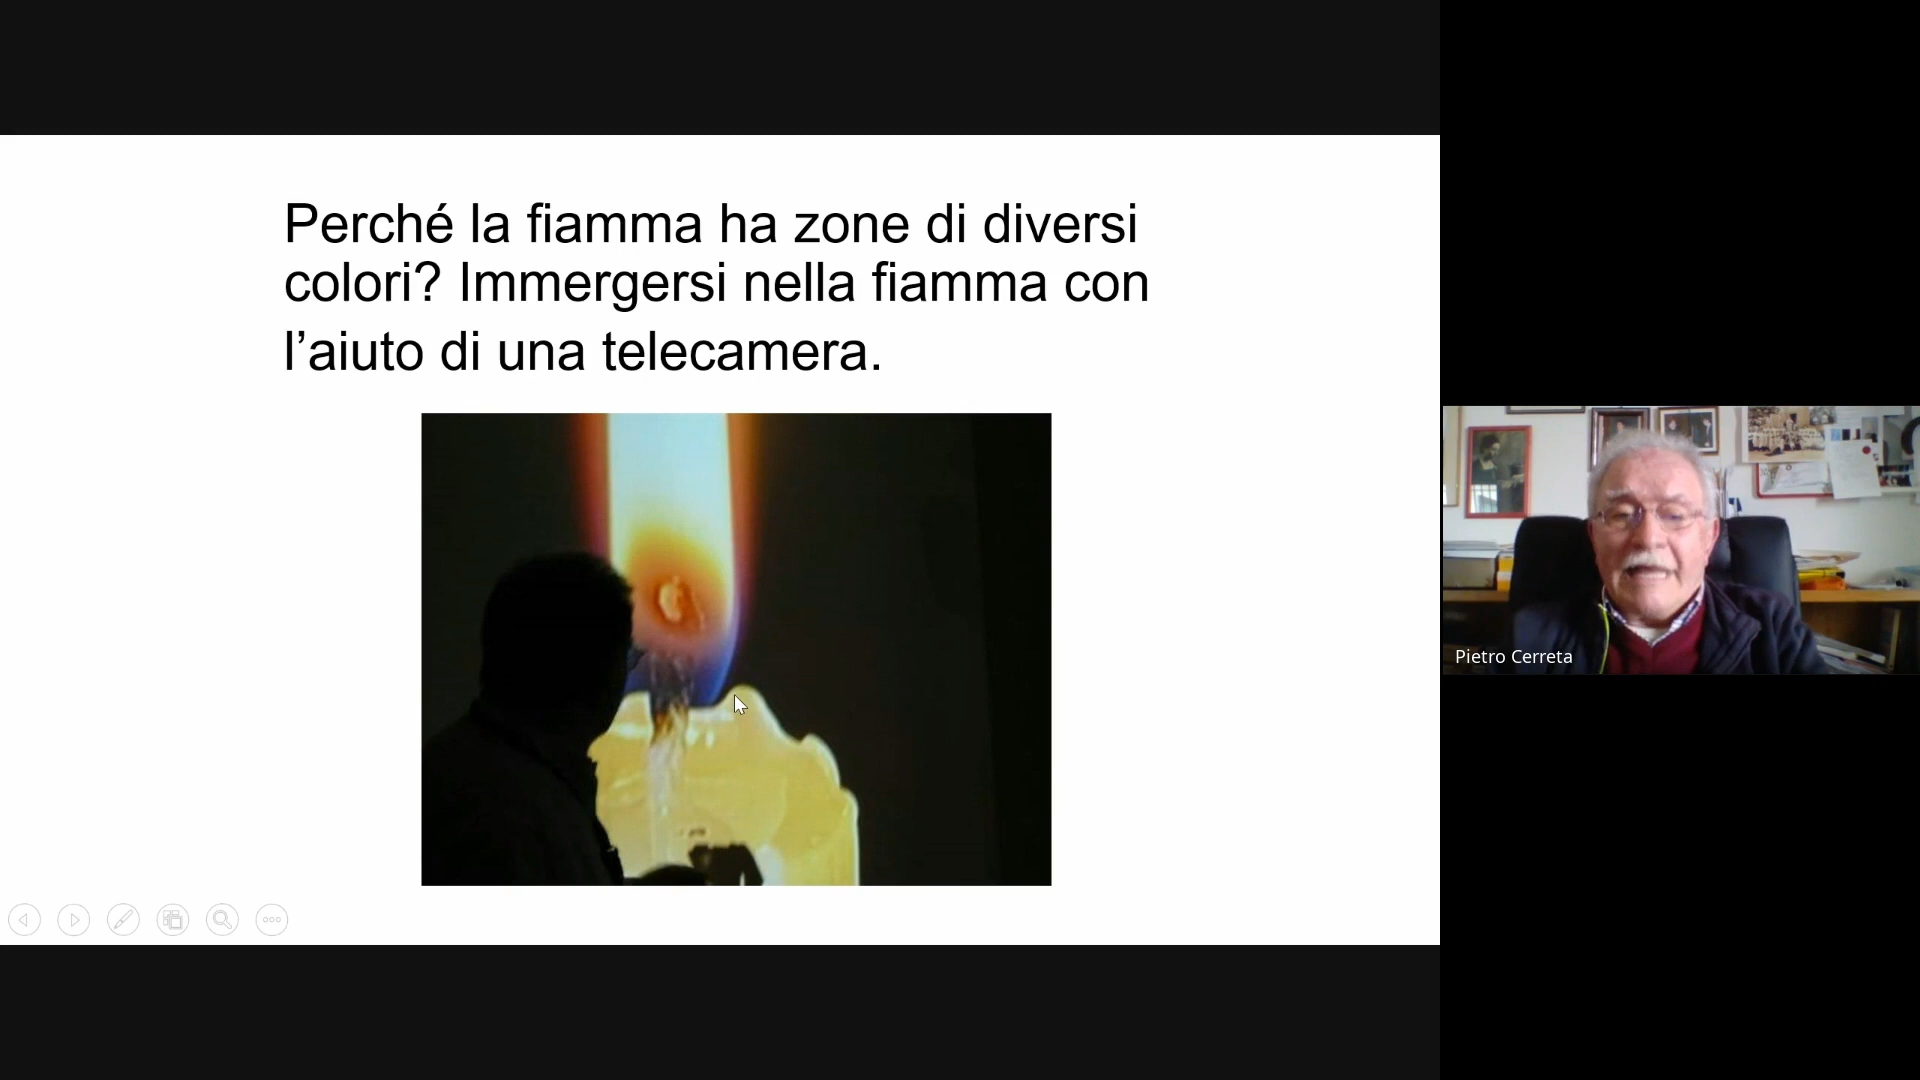 Perché la fiamma ha zone di diversi
colori? Immergersi nella fiamma con
l’aiuto di una telecamera.
Pietro Cerreta